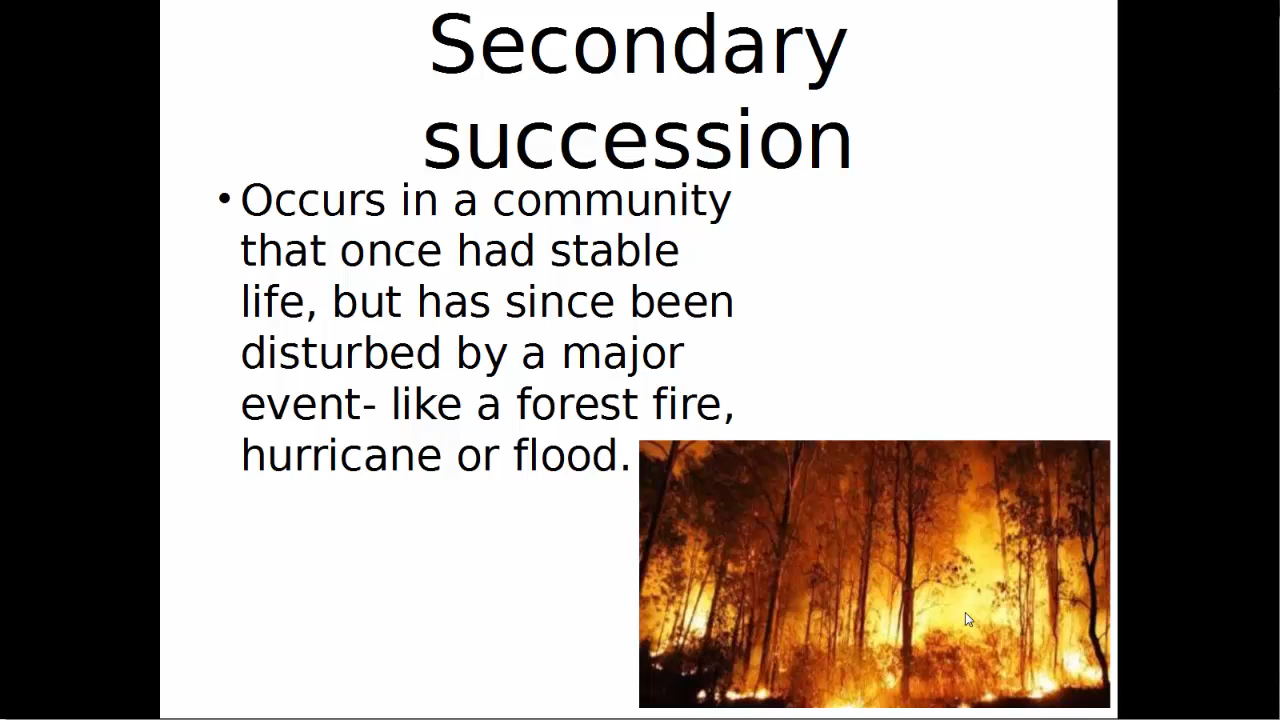 Secondary
succession
• Occurs in a community
that once had stable
life, but has since been
disturbed by a major
event- like a forest fire,
hurricane or flood.